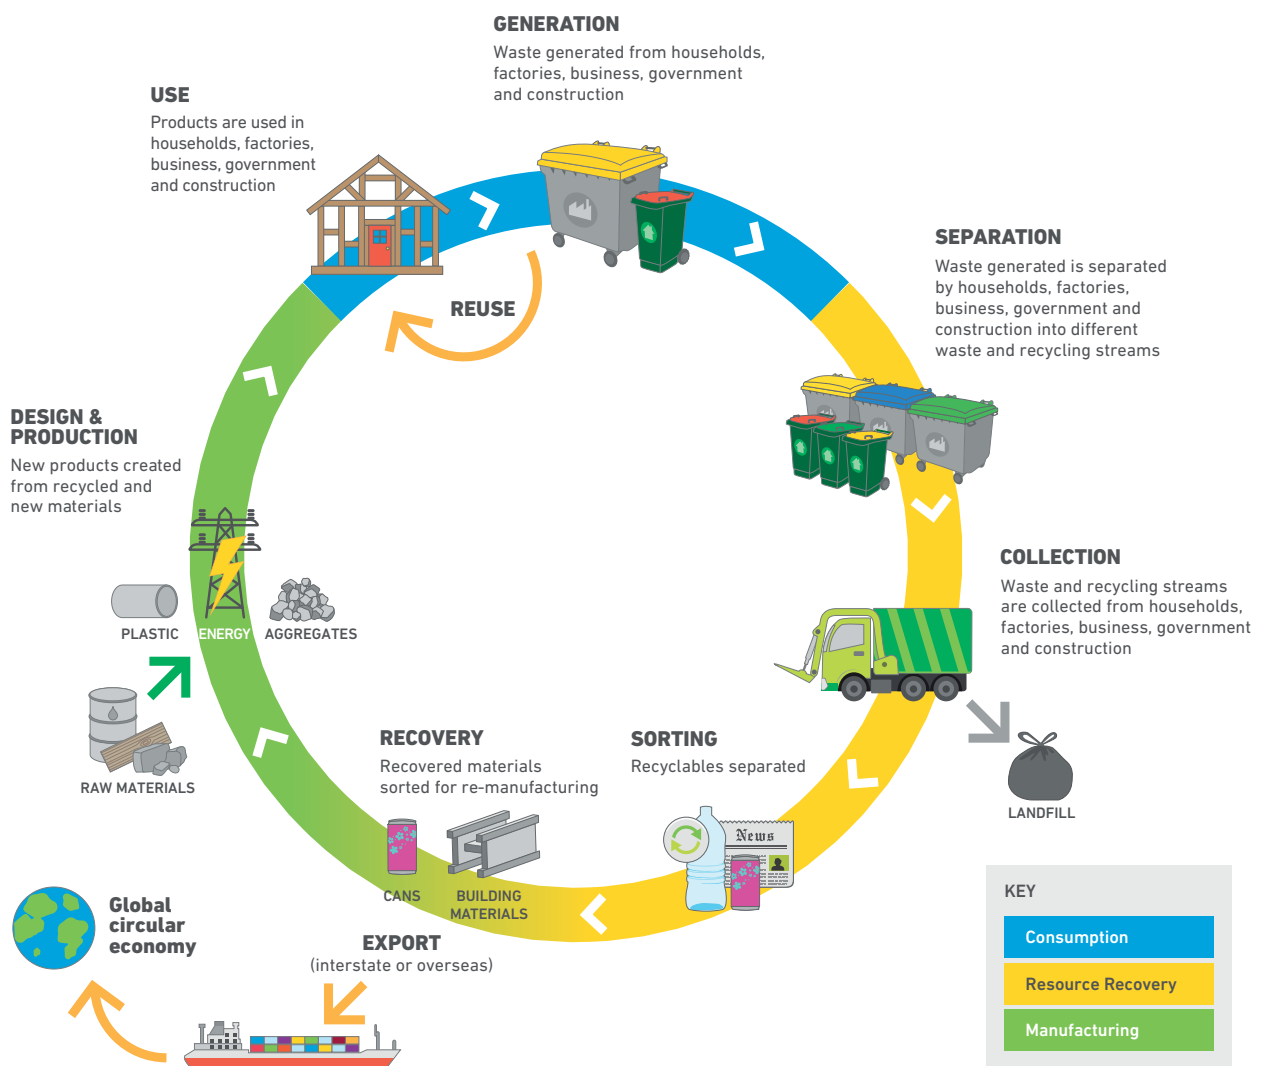 GENERATION
Waste generated from households,
factories, business, government
and construction
USE
Products are used in
households, factories,
business, government
and construction
SEPARATION
Waste generated is separated
by households, factories,
business, government and
construction into different
waste and recycling streams
REUSE
DESIGN &
PRODUCTION
New products created
from recycled and
new materials
COLLECTION
Waste and recycling streams
are collected from households,
factories, business, government
and construction
PLASTIC
ENERGY
AGGREGATES
RAW MATERIALS
RECOVERY
Recovered materials
sorted for re-manufacturing
SORTING
Recyclables separated
LANDFILL
News
CANS
BUILDING
MATERIALS
Global
circular
economy
EXPORT
(interstate or overseas)
KEY
Consumption
Resource Recovery
Manufacturing